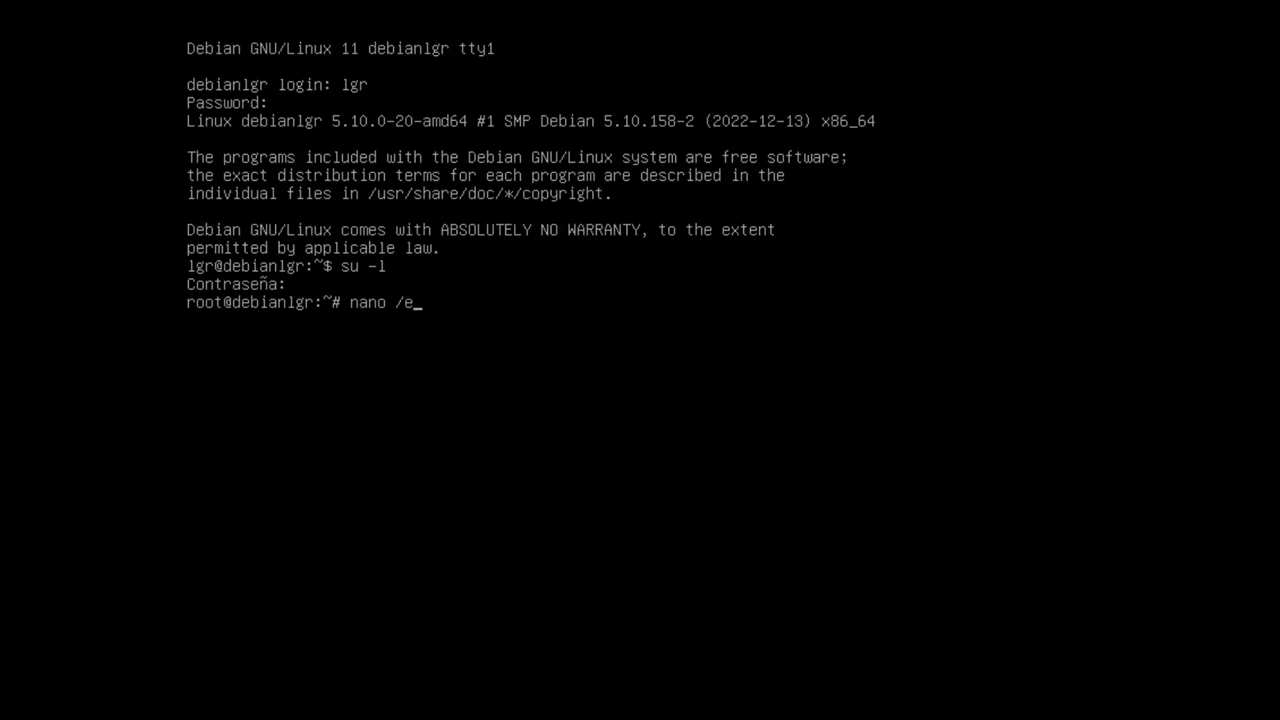 Debian GNU/Linux 11 debianlgr tty1
debianlgr login: lgr
Password:
Linux debianlgr 5.10.0-20-amd64 #1 SMP Debian 5.10.158-2 (2022-12-13) x86_64
The programs included with the Debian GNU/Linux system are free software;
the exact distribution terms for each program are described in the
individual files in /usr/share/doc/*/copyright.
Debian GNU/Linux comes with ABSOLUTELY NO WARRANTY, to the extent
permitted by applicable law.
lgr@debianlgr:~$ su -l
Contraseña:
root@debianlgr:~# nano /e_